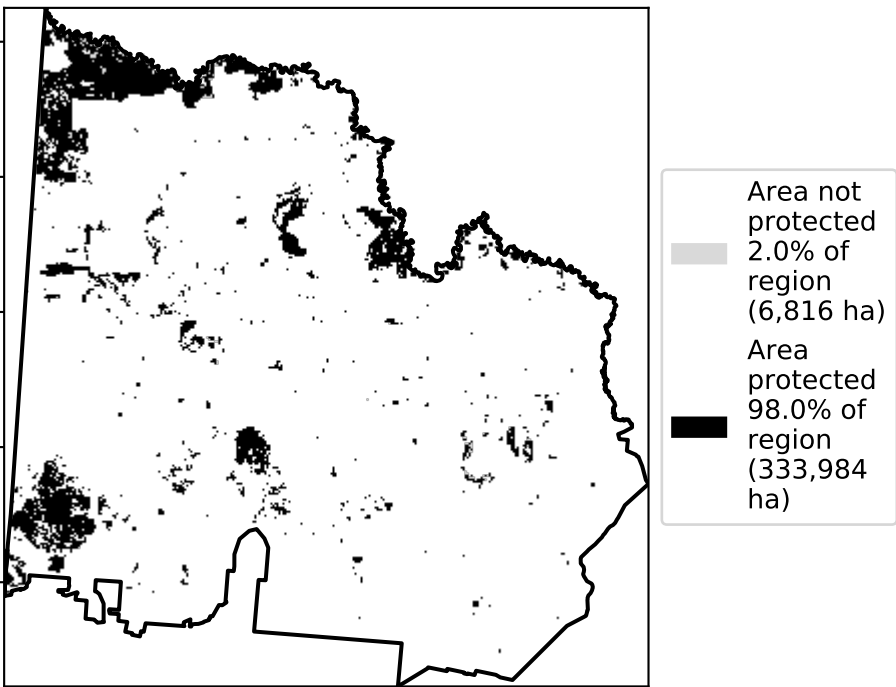 Area not
protected
2.0% of
region
(6,816 ha)
Area
protected
98.0% of
region
(333,984
ha)